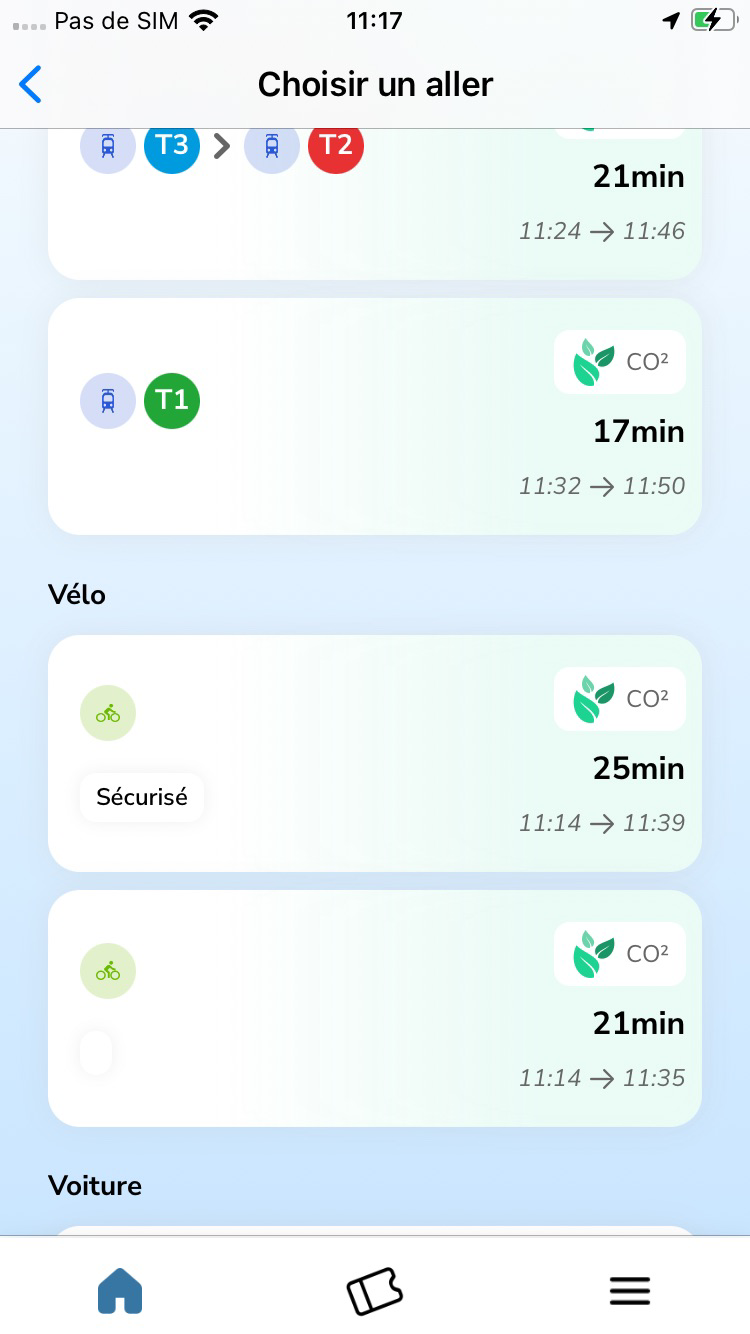 Pas de SIM 11:17
Choisir un aller
T3 T2
21min
11:24 → 11:46
CO²
T1
17min
11:32 → 11:50
Vélo
CO²
25min
Sécurisé
11:14 → 11:39
CO²
21min
11:14 → 11:35
Voiture